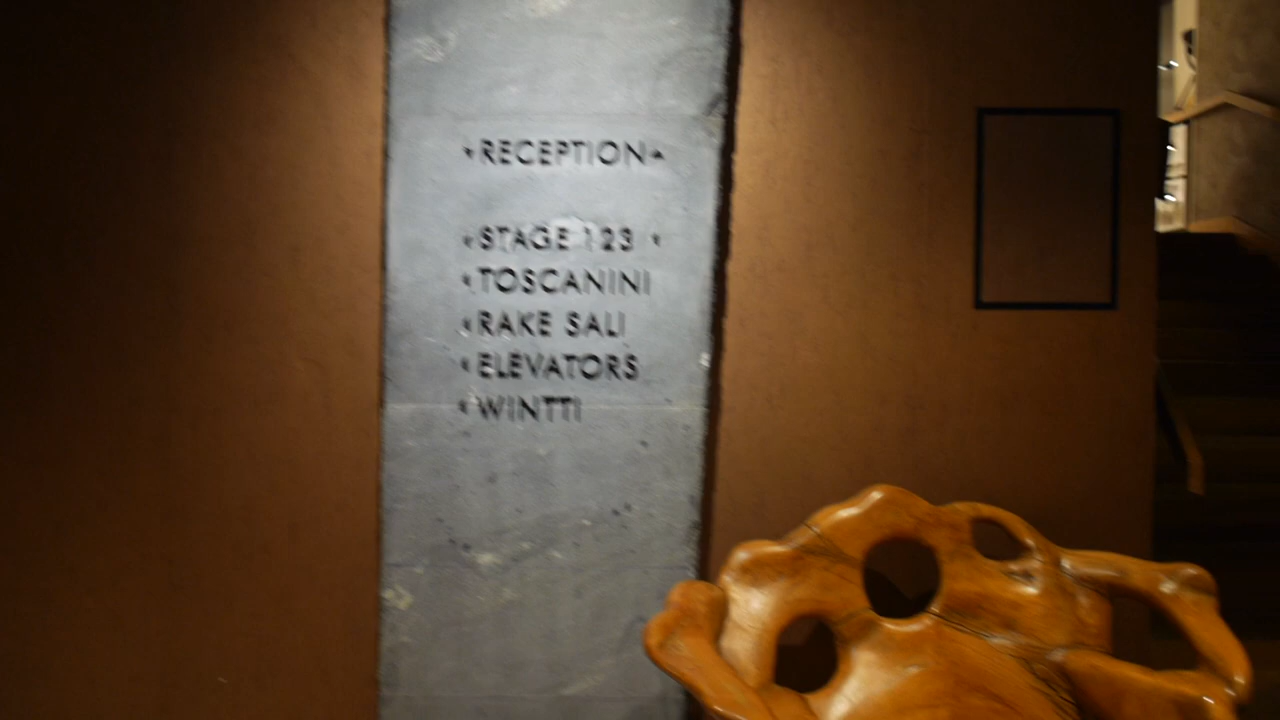 RECEPTION
STAGE 123
TOSCANINI
RAKE SALI
ELEVATORS
WINTTI